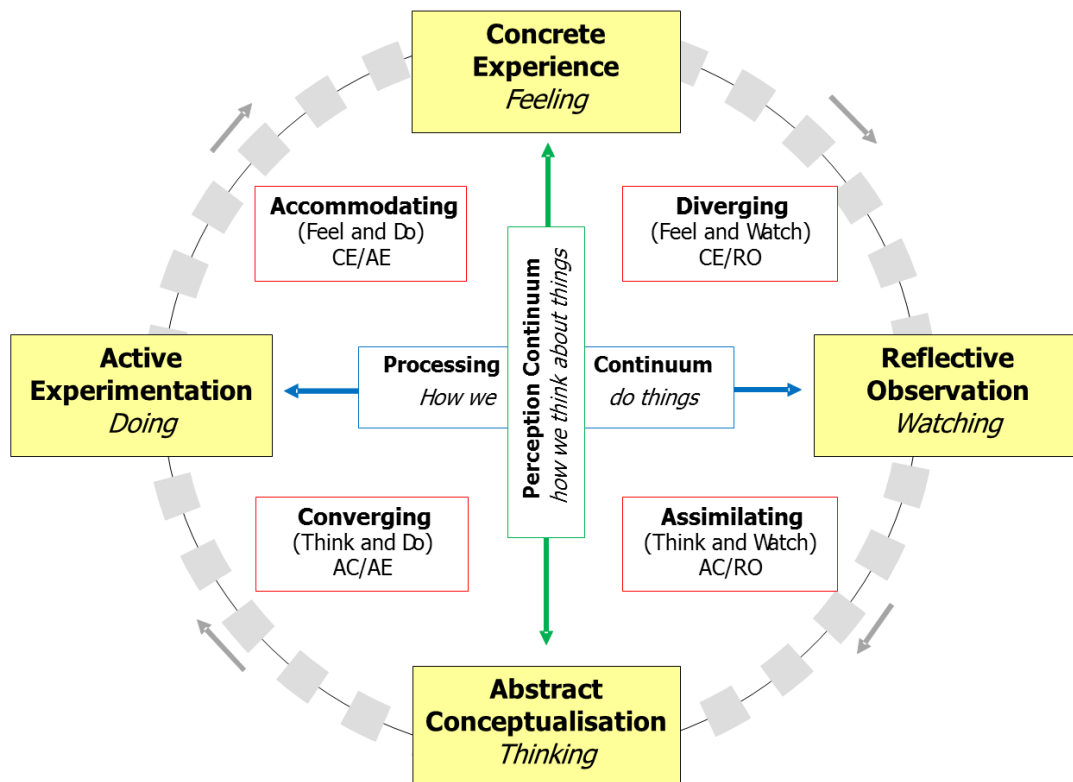 Concrete
Experience
Feeling
Accommodating
(Feel and Do)
CE/AE
Diverging
(Feel and Watch)
CE/RO
Active
Experimentation
Doing
Processing
How we
Perception Continuum
how we think about things
Continuum
do things
Reflective
Observation
Watching
Converging
(Think and Do)
AC/AE
Assimilating
(Think and Watch)
AC/RO
Abstract
Conceptualisation
Thinking